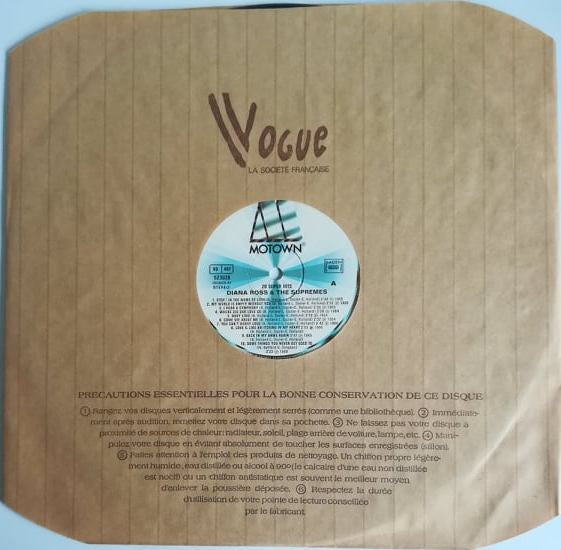 Vogue
LA SOCIÉTÉ FRANÇAISE
MOTOWN
STEREO
20 SUPER HITS
A
DIANA ROSS & THE SUPREMES
PRECAUTIONS ESSENTIELLES POUR LA BONNE CONSERVATION DE CE DISQUE
① Rangez vos disques verticalement et légèrement serrés (comme une bibliothèque). ② Immédiate-
ment après audition, remettez votre disque dans sa pochette. ③ Ne laissez pas votre disque à
proximité de sources de chaleur: radiateur, soleil, plage arrière de voiture, lampe, etc. ④ Mani-
pulez votre disque en évitant absolument de toucher les surfaces enregistrées (sillon).
⑤ Faites attention à l'emploi des produits de nettoyage. Un chiffon propre légère-
ment humide, eau distillée ou alcool à 90° (le calcaire d'une eau non distillée
est nocif) ou un chiffon antistatique est souvent le meilleur moyen
d'enlever la poussière déposée. ⑥ Respectez la durée
d'utilisation de votre pointe de lecture conseillée
par le fabricant.